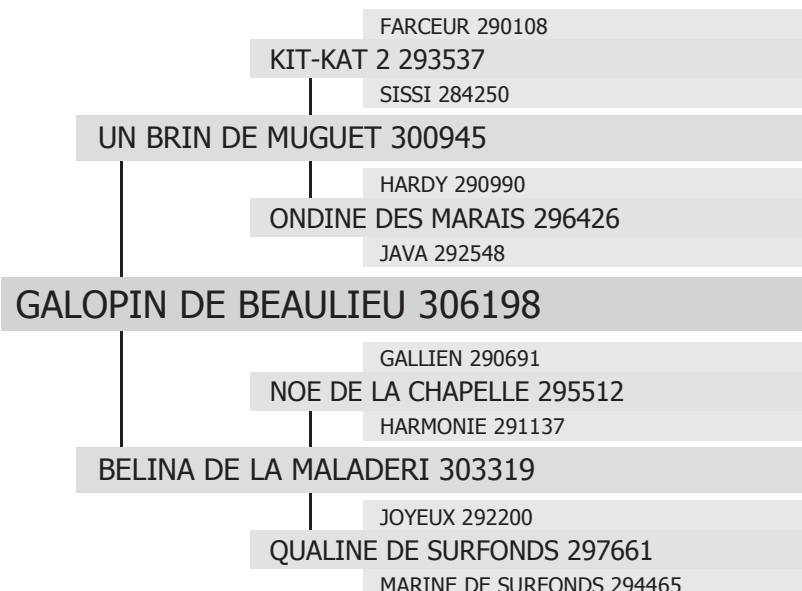 FARCEUR 290108
KIT-KAT 2 293537
SISSI 284250
UN BRIN DE MUGUET 300945
HARDY 290990
ONDINE DES MARAIS 296426
JAVA 292548
GALOPIN DE BEAULIEU 306198
GALLIEN 290691
NOE DE LA CHAPELLE 295512
HARMONIE 291137
BELINA DE LA MALADERI 303319
JOYEUX 292200
QUALINE DE SURFONDS 297661
MARINE DE SURFONDS 294465